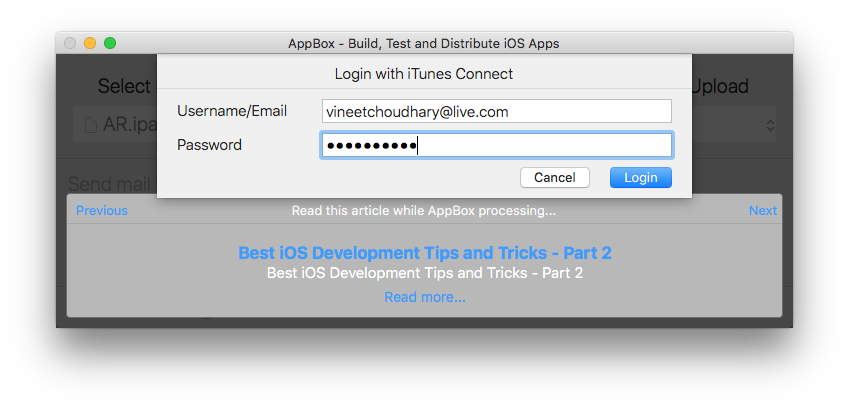 AppBox - Build, Test and Distribute iOS Apps
Login with iTunes Connect
Select
Upload
Username/Email
vineetchoudhary@live.com
AR.ipa
Password
●●●●●●●●●●
Cancel
Login
Send mail
Previous
Read this article while AppBox processing...
Next
Best iOS Development Tips and Tricks - Part 2
Best iOS Development Tips and Tricks - Part 2
Read more...